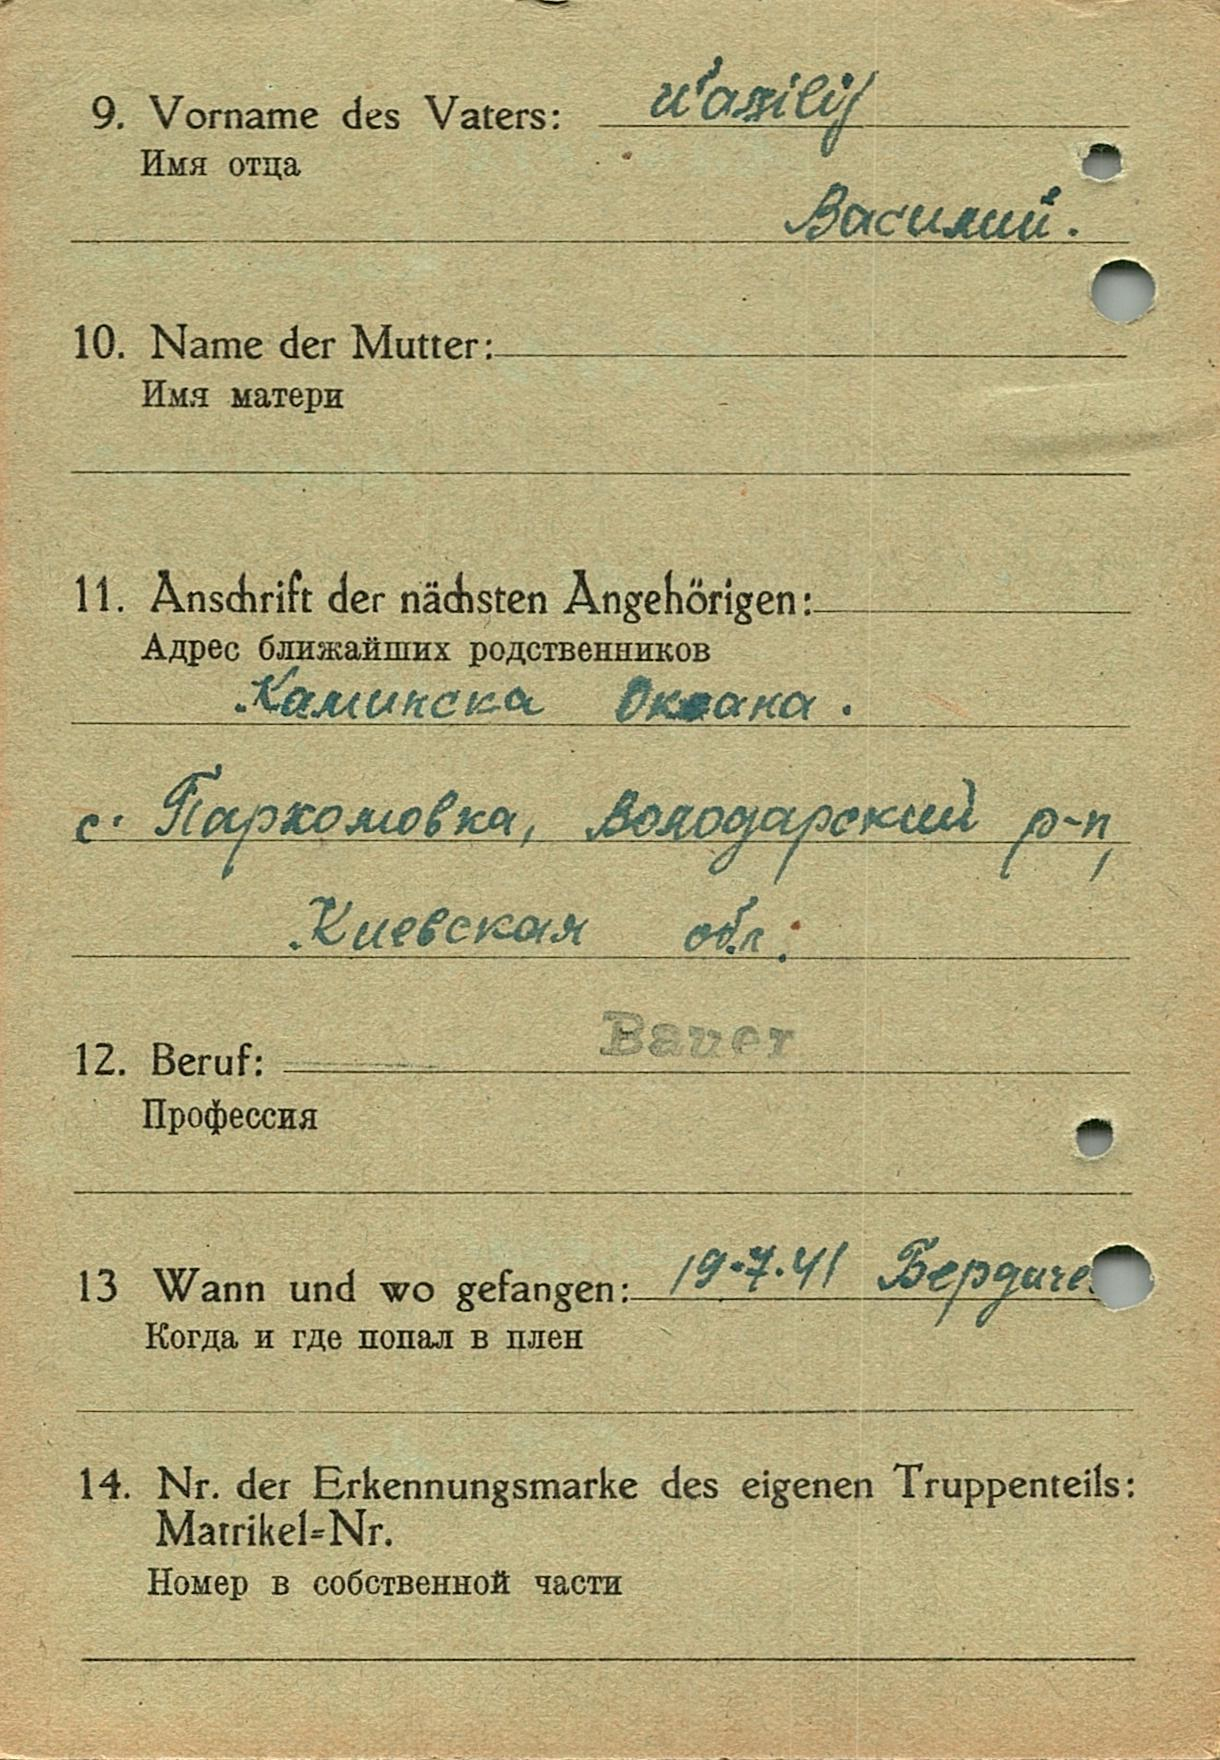 9. Vorname des Vaters: Wassilij
Имя отца
Василий.
10. Name der Mutter:
Имя матери
11. Anschrift der nächsten Angehörigen:
Адрес ближайших родственников
Каминска Оксана.
с. Пархомовка, Володарский р-н,
Киевская обл.
12. Beruf: Bauer
Профессия
13 Wann und wo gefangen: 19.7.41 Бердиче
Когда и где попал в плен
14. Nr. der Erkennungsmarke des eigenen Truppenteils:
Matrikel=Nr.
Номер в собственной части